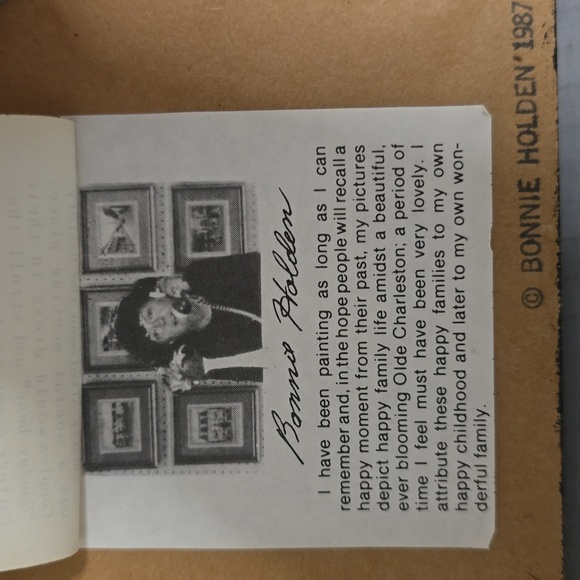 Bonnie Holden
I have been painting as long as I can
remember and, in the hope people will recall a
happy moment from their past, my pictures
depict happy family life amidst a beautiful,
ever blooming Olde Charleston; a period of
time I feel must have been very lovely. I
attribute these happy families to my own
happy childhood and later to my own won-
derful family.
© BONNIE HOLDEN' 1987